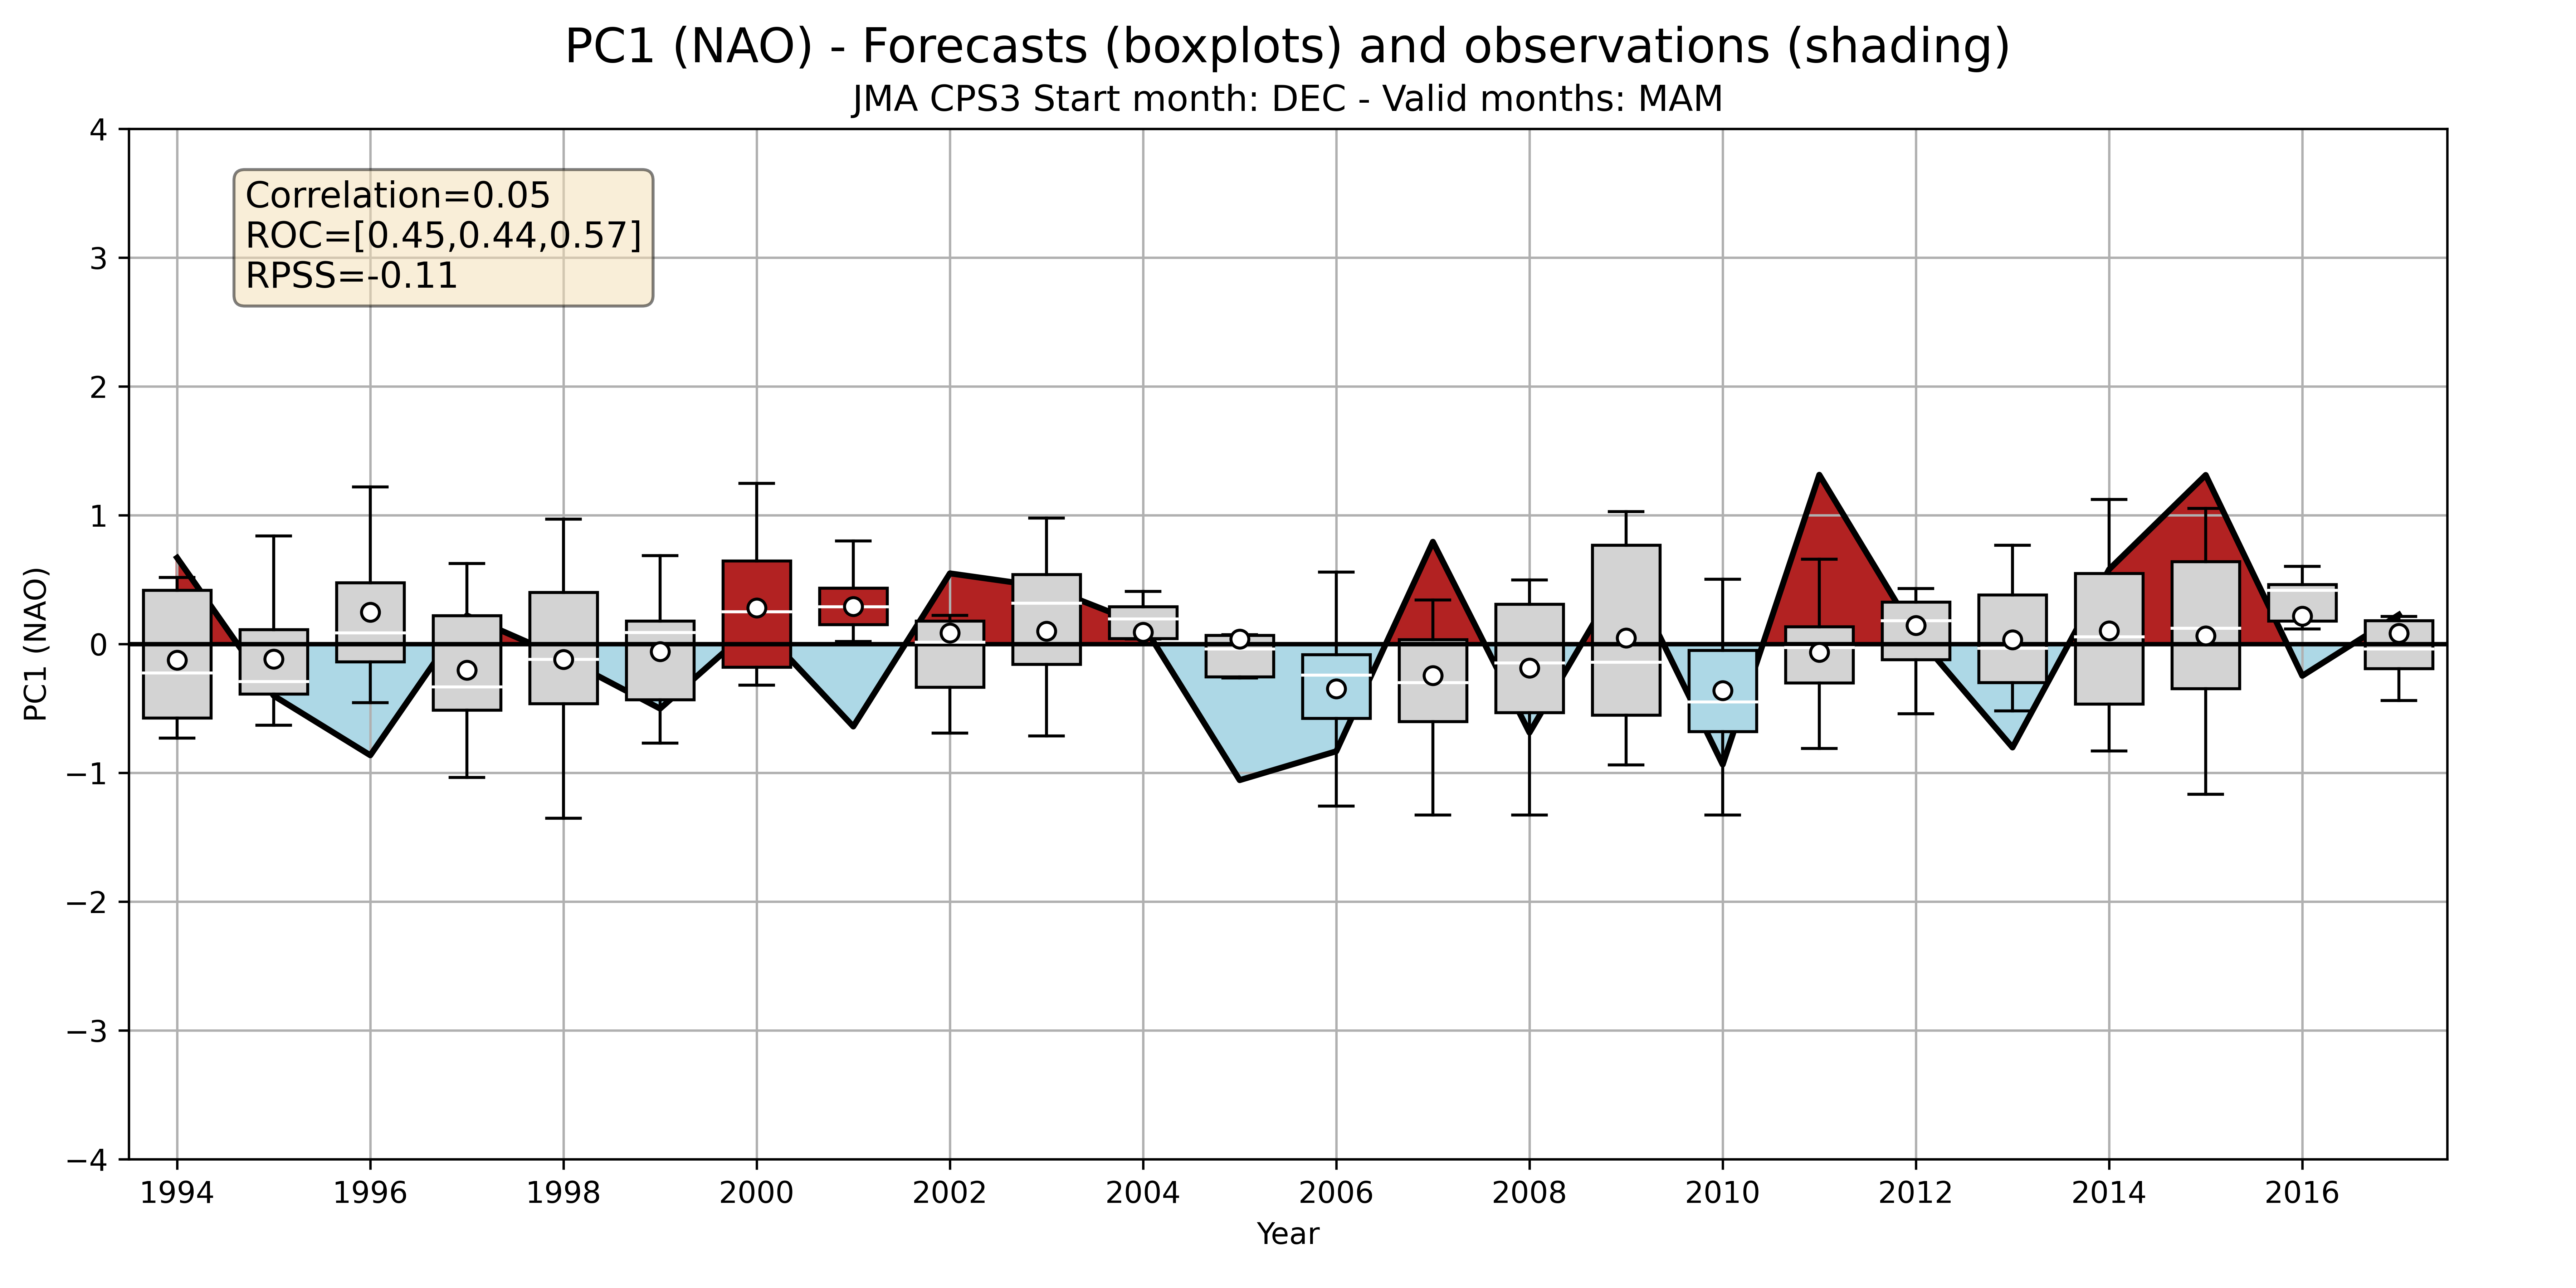 PC1 (NAO) - Forecasts (boxplots) and observations (shading)
JMA CPS3 Start month: DEC - Valid months: MAM
Correlation=0.05
ROC=[0.45,0.44,0.57]
RPSS=-0.11
PC1 (NAO)
4
3
2
1
0
−1
−2
−3
−4
1994 1996 1998 2000 2002 2004 2006 2008 2010 2012 2014 2016
Year